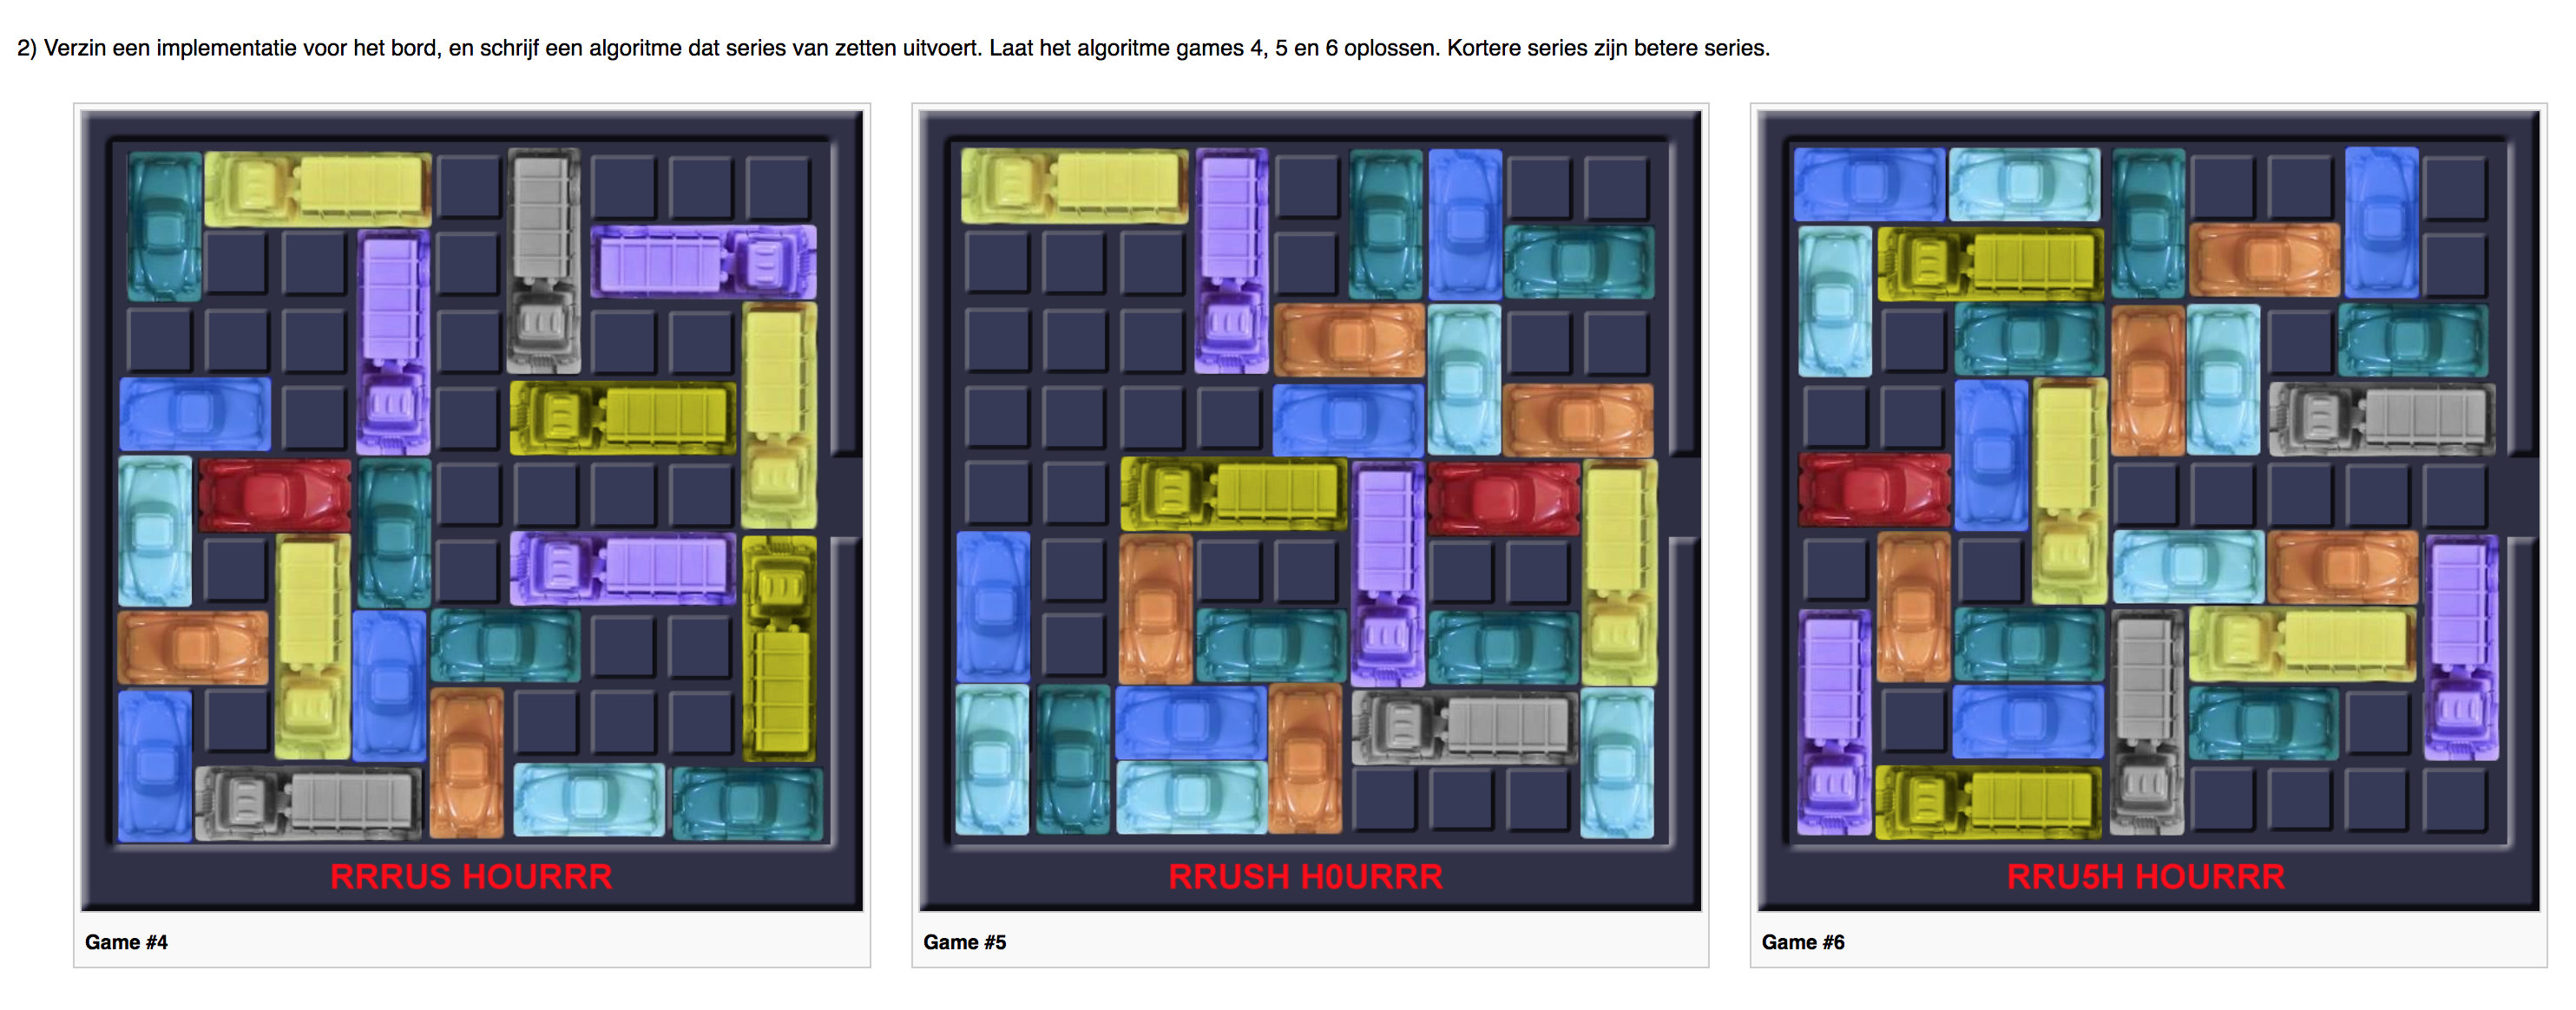 2) Verzin een implementatie voor het bord, en schrijf een algoritme dat series van zetten uitvoert. Laat het algoritme games 4, 5 en 6 oplossen. Kortere series zijn betere series.
RRRUS HOURRR
RRUSH H0URRR
RRU5H HOURRR
Game #4
Game #5
Game #6